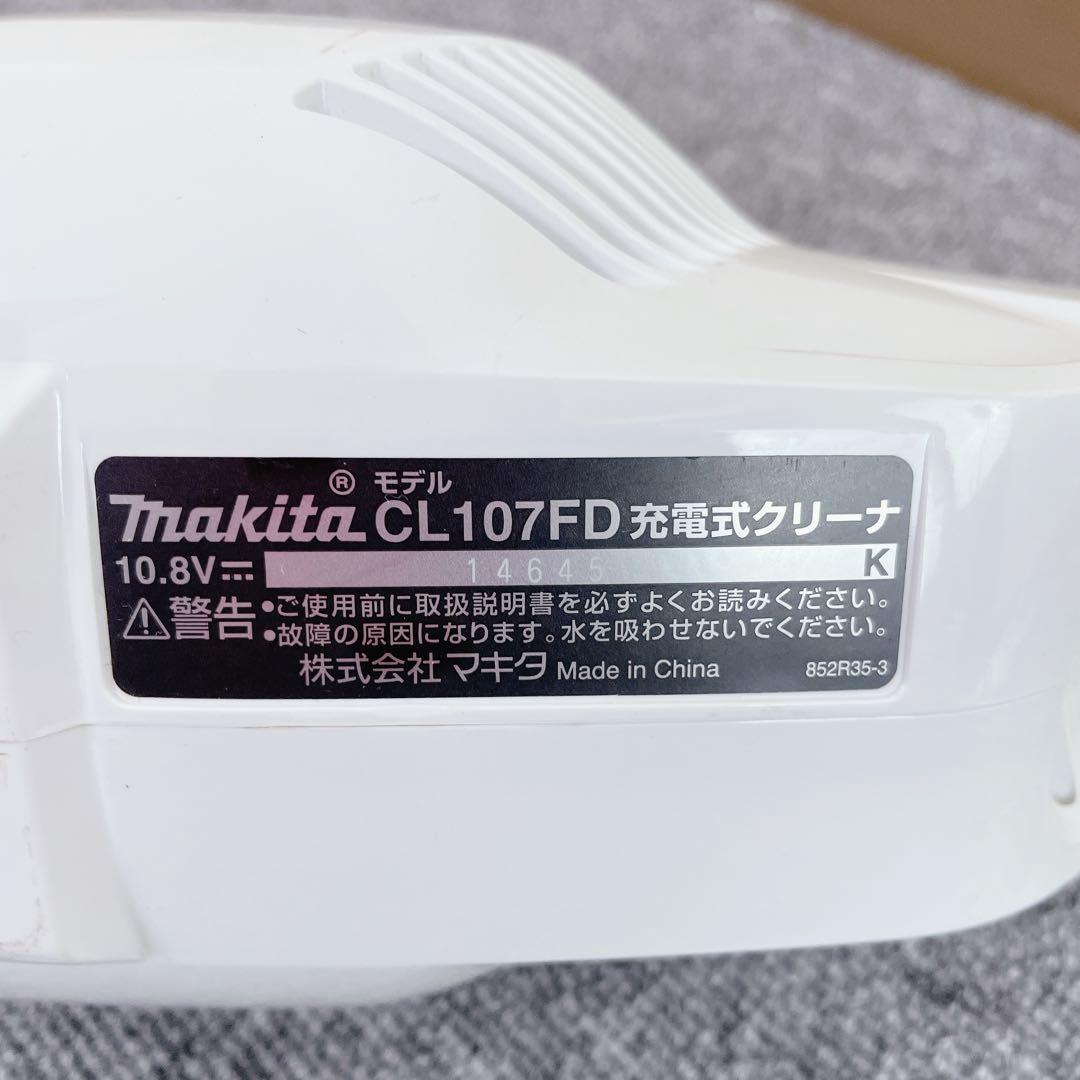 makita® モデル CL107FD 充電式クリーナ
10.8V⎓ 14645 K
⚠警告 •ご使用前に取扱説明書を必ずよくお読みください。
•故障の原因になります。水を吸わせないでください。
株式会社 マキタ Made in China 852R35-3